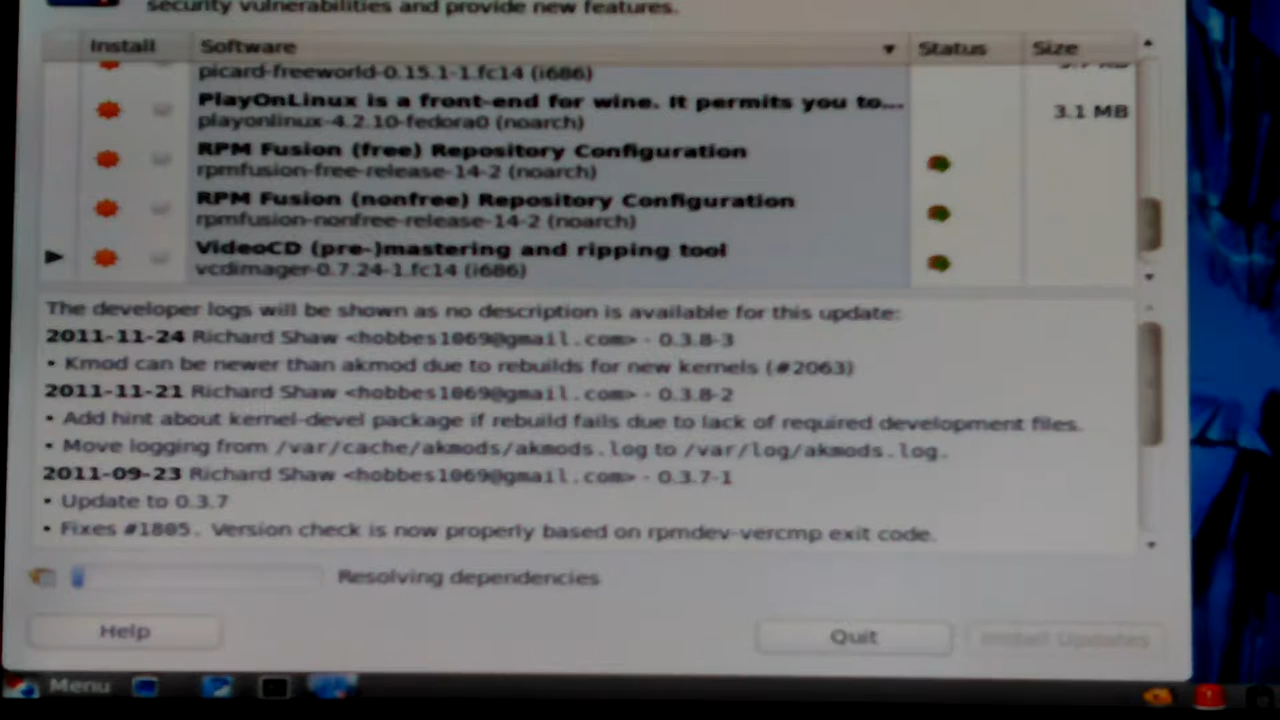 security vulnerabilities and provide new features.
Install Software Status Size
picard-freeworld-0.15.1-1.fc14 (i686)
PlayOnLinux is a front-end for wine. It permits you to...
playonlinux-4.2.10-fedora0 (noarch)
3.1 MB
RPM Fusion (free) Repository Configuration
rpmfusion-free-release-14-2 (noarch)
RPM Fusion (nonfree) Repository Configuration
rpmfusion-nonfree-release-14-2 (noarch)
VideoCD (pre-)mastering and ripping tool
vcdimager-0.7.24-1.fc14 (i686)
The developer logs will be shown as no description is available for this update:
2011-11-24 Richard Shaw <hobbes1069@gmail.com> - 0.3.8-3
• Kmod can be newer than akmod due to rebuilds for new kernels (#2063)
2011-11-21 Richard Shaw <hobbes1069@gmail.com> - 0.3.8-2
• Add hint about kernel-devel package if rebuild fails due to lack of required development files.
• Move logging from /var/cache/akmods/akmods.log to /var/log/akmods.log.
2011-09-23 Richard Shaw <hobbes1069@gmail.com> - 0.3.7-1
• Update to 0.3.7
• Fixes #1805. Version check is now properly based on rpmdev-vercmp exit code.
Resolving dependencies
Help Quit Install Updates
Menu